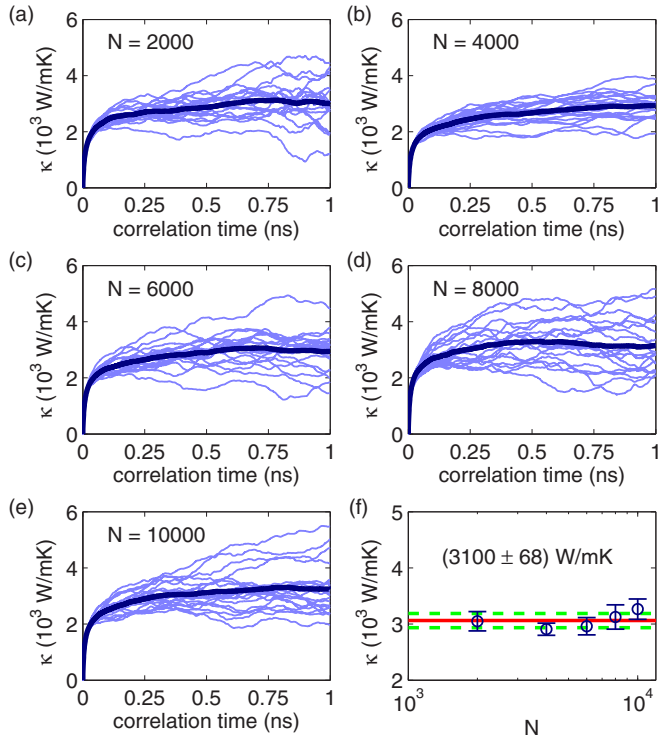 (a)
N = 2000
κ (10³ W/mK)
6
4
2
0
0 0.25 0.5 0.75 1
correlation time (ns)
(b)
N = 4000
κ (10³ W/mK)
6
4
2
0
0 0.25 0.5 0.75 1
correlation time (ns)
(c)
N = 6000
κ (10³ W/mK)
6
4
2
0
0 0.25 0.5 0.75 1
correlation time (ns)
(d)
N = 8000
κ (10³ W/mK)
6
4
2
0
0 0.25 0.5 0.75 1
correlation time (ns)
(e)
N = 10000
κ (10³ W/mK)
6
4
2
0
0 0.25 0.5 0.75 1
correlation time (ns)
(f)
(3100 ± 68) W/mK
κ (10³ W/mK)
5
4
3
2
10³ 10⁴
N